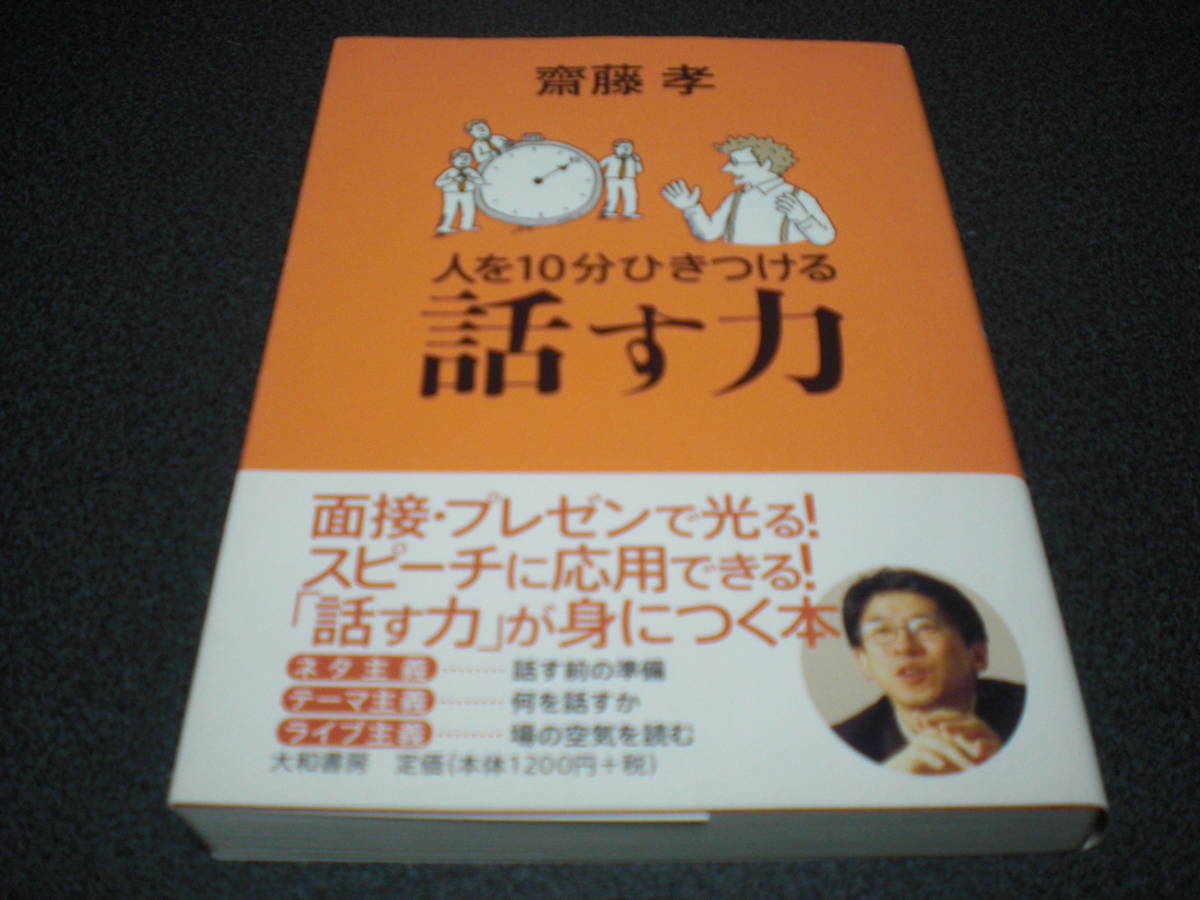 齋藤 孝
人を10分ひきつける
話す力
面接・プレゼンで光る!
スピーチに応用できる!
「話す力」が身につく本
ネタ主義………話す前の準備
テーマ主義………何を話すか
ライブ主義………場の空気を読む
大和書房 定価(本体1200円+税)